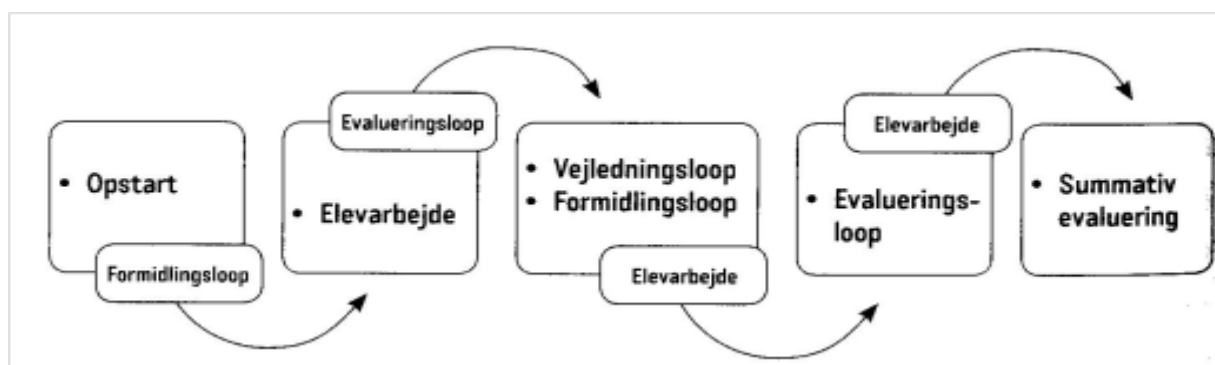 • Opstart
Formidlingsloop
Evalueringsloop
• Elevarbejde
• Vejledningsloop
• Formidlingsloop
Elevarbejde
Elevarbejde
• Evaluerings-
loop
• Summativ
evaluering